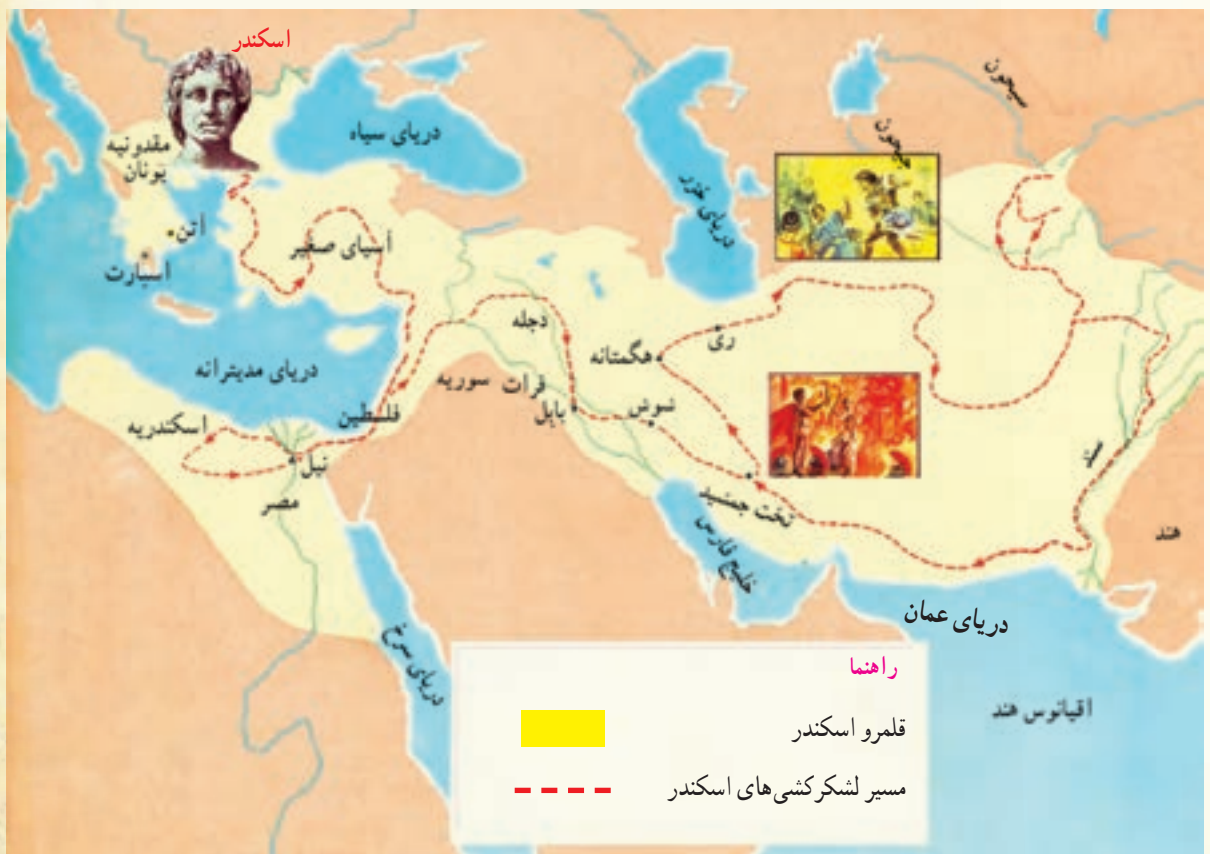 اسکندر
سیحون
جیحون
دریای سیاه
مقدونیه
یونان
دریای خزر
آتن
آسیای صغیر
اسپارت
دجله
ری
هگمتانه
دریای مدیترانه
فرات
سوریه
بابل
شوش
فلسطین
اسکندریه
نیل
مصر
سند
تخت جمشید
هند
خلیج فارس
دریای عمان
دریای سرخ
اقیانوس هند
راهنما
قلمرو اسکندر
مسیر لشکرکشی‌های اسکندر